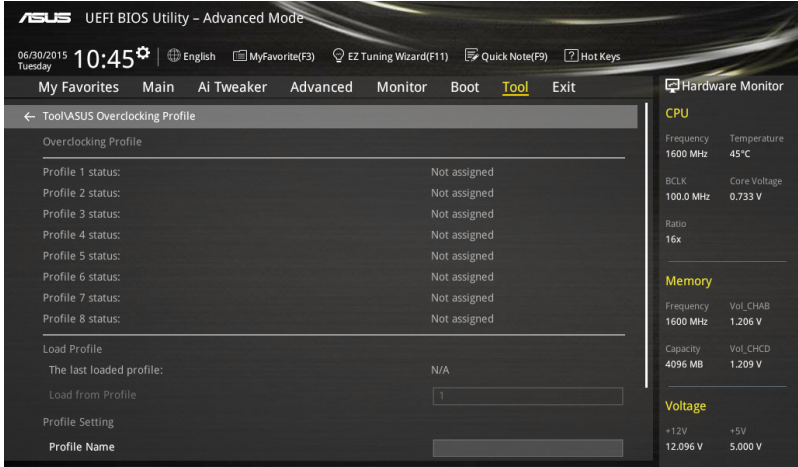 ASUS UEFI BIOS Utility – Advanced Mode
06/30/2015 Tuesday 10:45 English MyFavorite(F3) EZ Tuning Wizard(F11) Quick Note(F9) ? Hot Keys
My Favorites Main Ai Tweaker Advanced Monitor Boot Tool Exit
← Tool\ASUS Overclocking Profile
Overclocking Profile
Profile 1 status: Not assigned
Profile 2 status: Not assigned
Profile 3 status: Not assigned
Profile 4 status: Not assigned
Profile 5 status: Not assigned
Profile 6 status: Not assigned
Profile 7 status: Not assigned
Profile 8 status: Not assigned
Load Profile
The last loaded profile: N/A
Load from Profile 1
Profile Setting
Profile Name
Hardware Monitor
CPU
Frequency Temperature
1600 MHz 45°C
BCLK Core Voltage
100.0 MHz 0.733 V
Ratio
16x
Memory
Frequency Vol_CHAB
1600 MHz 1.206 V
Capacity Vol_CHCD
4096 MB 1.209 V
Voltage
+12V +5V
12.096 V 5.000 V